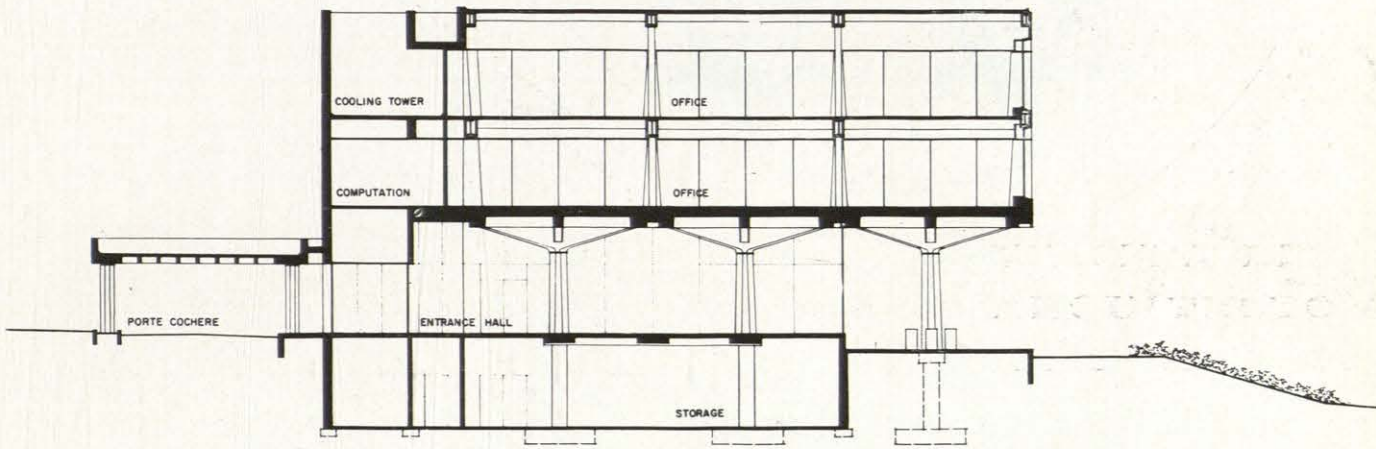 COOLING TOWER
OFFICE
COMPUTATION
OFFICE
PORTE COCHERE
ENTRANCE HALL
STORAGE